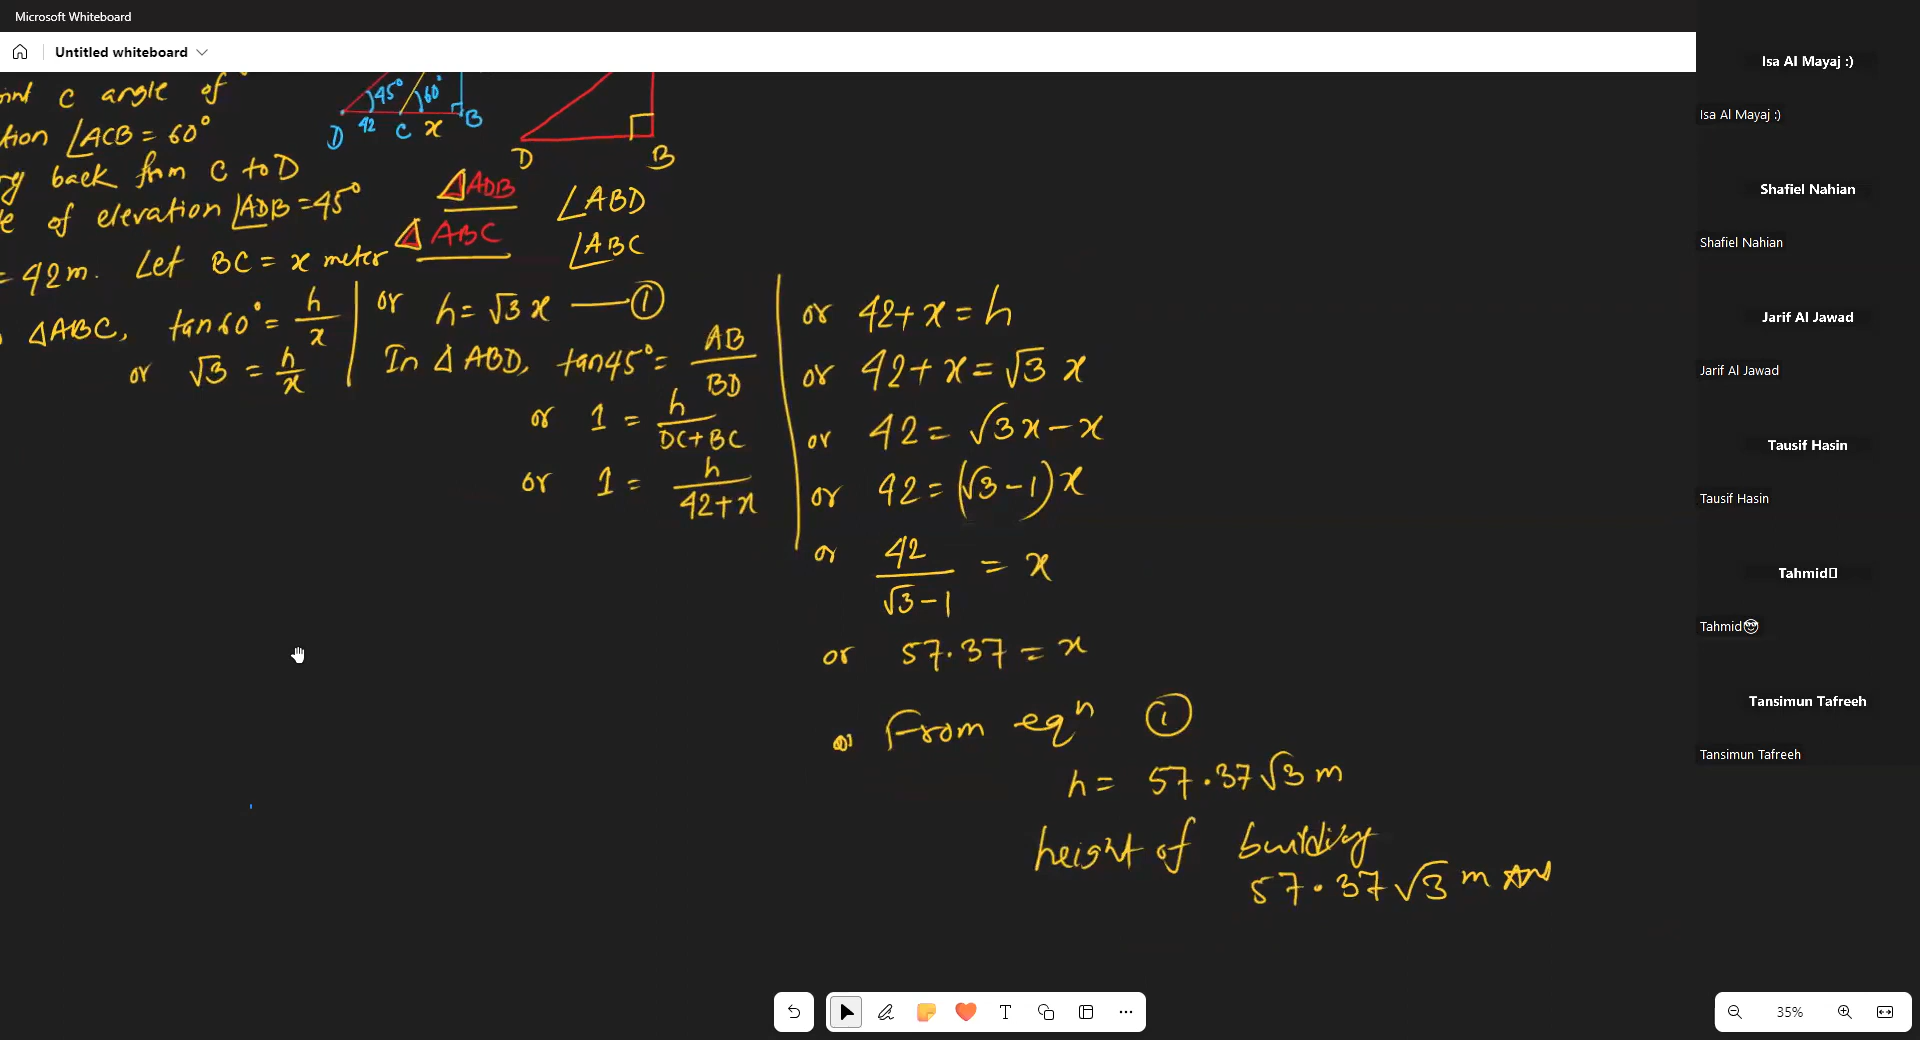 Microsoft Whiteboard
Untitled whiteboard
c angle of
∠ACB = 60°
back from C to D
of elevation ∠ADB = 45°
= 42m. Let BC = x meter
ΔABC, tan60° = h/x
or √3 = h/x
45° 60°
D 42 C x B
D B
ΔADB
ΔABC
∠ABD
∠ABC
or h = √3 x — ①
In ΔABD, tan45° = AB/BD
or 1 = h/DC+BC
or 1 = h/42+x
or 42+x = h
or 42+x = √3 x
or 42 = √3x − x
or 42 = (√3−1)x
or 42/√3−1 = x
or 57.37 = x
From eqⁿ ①
h = 57.37√3 m
height of building
57.37√3 m Ans
Isa Al Mayaj :)
Isa Al Mayaj :)
Shafiel Nahian
Shafiel Nahian
Jarif Al Jawad
Jarif Al Jawad
Tausif Hasin
Tausif Hasin
Tahmid
Tahmid😎
Tansimun Tafreeh
Tansimun Tafreeh
35%